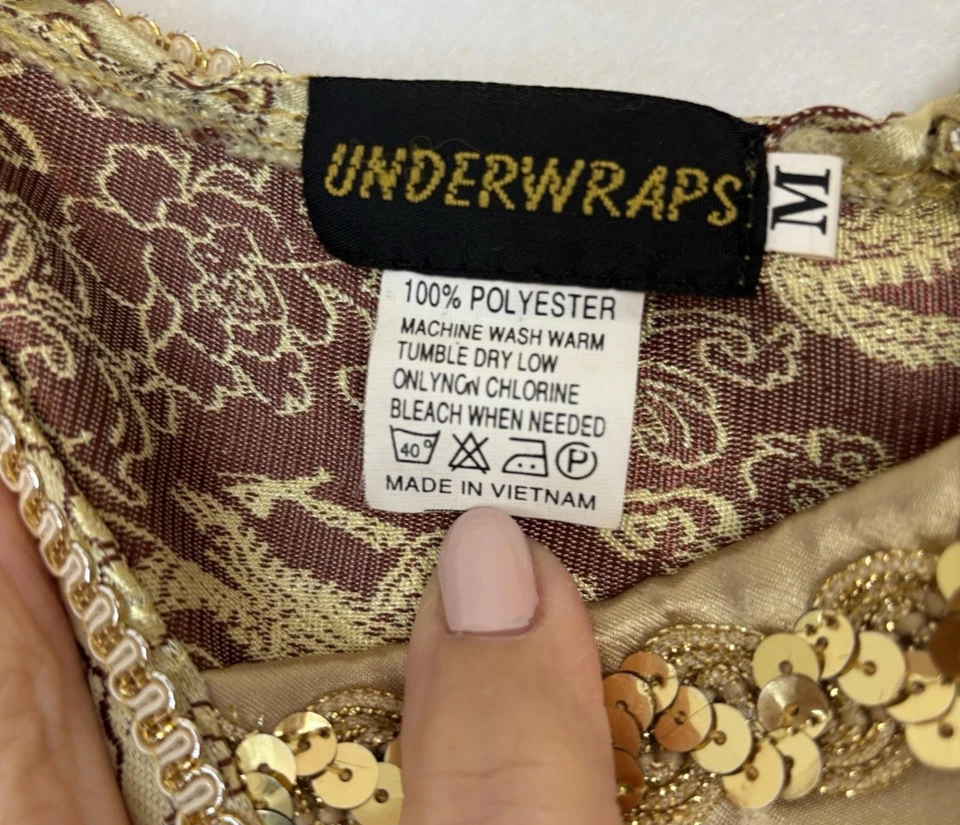 UNDERWRAPS
M
100% POLYESTER
MACHINE WASH WARM
TUMBLE DRY LOW
ONLYNON CHLORINE
BLEACH WHEN NEEDED
40° P
MADE IN VIETNAM